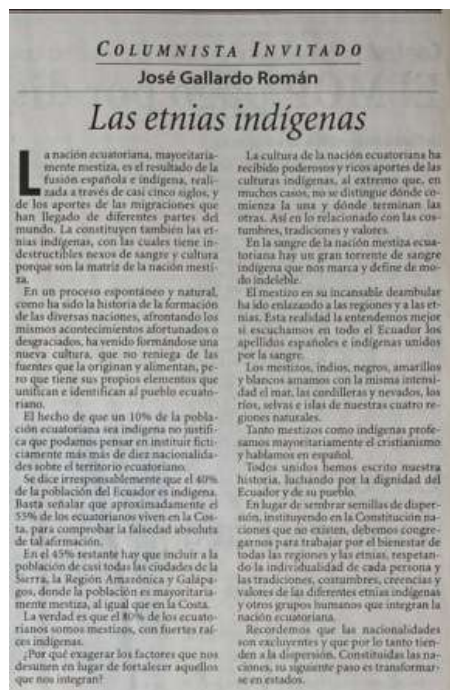 COLUMNISTA INVITADO
José Gallardo Román
Las etnias indígenas
La nación ecuatoriana, mayoritaria-
mente mestiza, es el resultado de la
fusión española e indígena, reali-
zada a través de casi cinco siglos, y
de los aportes de las migraciones que
han llegado de diferentes partes del
mundo. La constituyen también las et-
nias indígenas, con las cuales tiene in-
destructibles nexos de sangre y cultura
porque son la matriz de la nación mesti-
za.
En un proceso espontáneo y natural,
como ha sido la historia de la formación
de las diversas naciones, afrontando los
mismos acontecimientos afortunados o
desgraciados, ha venido formándose una
nueva cultura, que no reniega de las
fuentes que la originan y alimentan, pe-
ro que tiene sus propios elementos que
unifican e identifican al pueblo ecuato-
riano.
El hecho de que un 10% de la pobla-
ción ecuatoriana sea indígena no justifi-
ca que podamos pensar en instituir ficti-
ciamente más más de diez nacionalida-
des sobre el territorio ecuatoriano.
Se dice irresponsablemente que el 40%
de la población del Ecuador es indígena.
Basta señalar que aproximadamente el
55% de los ecuatorianos viven en la Cos-
ta, para comprobar la falsedad absoluta
de tal afirmación.
En el 45% restante hay que incluir a la
población de casi todas las ciudades de la
Sierra, la Región Amazónica y Galápa-
gos, donde la población es mayoritaria-
mente mestiza, al igual que en la Costa.
La verdad es que el 80% de los ecuato-
rianos somos mestizos, con fuertes raí-
ces indígenas.
¿Por qué exagerar los factores que nos
desunen en lugar de fortalecer aquellos
que nos integran?
La cultura de la nación ecuatoriana ha
recibido poderosos y ricos aportes de las
culturas indígenas, al extremo que, en
muchos casos, no se distingue dónde co-
mienza la una y dónde terminan las
otras. Así en lo relacionado con las cos-
tumbres, tradiciones y valores.
En la sangre de la nación mestiza ecua-
toriana hay un gran torrente de sangre
indígena que nos marca y define de mo-
do indeleble.
El mestizo en su incansable deambular
ha ido enlazando a las regiones y a las et-
nias. Esta realidad la entendemos mejor
si escuchamos en todo el Ecuador los
apellidos españoles e indígenas unidos
por la sangre.
Los mestizos, indios, negros, amarillos
y blancos amamos con la misma intensi-
dad el mar, las cordilleras y nevados, los
ríos, selvas e islas de nuestras cuatro re-
giones naturales.
Tanto mestizos como indígenas profe-
samos mayoritariamente el cristianismo
y hablamos en español.
Todos unidos hemos escrito nuestra
historia, luchando por la dignidad del
Ecuador y de su pueblo.
En lugar de sembrar semillas de disper-
sión, instituyendo en la Constitución na-
ciones que no existen, debemos congre-
garnos para trabajar por el bienestar de
todas las regiones y las etnias, respetan-
do la individualidad de cada persona y
las tradiciones, costumbres, creencias y
valores de las diferentes etnias indígenas
y otros grupos humanos que integran la
nación ecuatoriana.
Recordemos que las nacionalidades
son excluyentes y que por lo tanto tien-
den a la dispersión. Constituidas las na-
ciones, su siguiente paso es transformar-
se en estados.